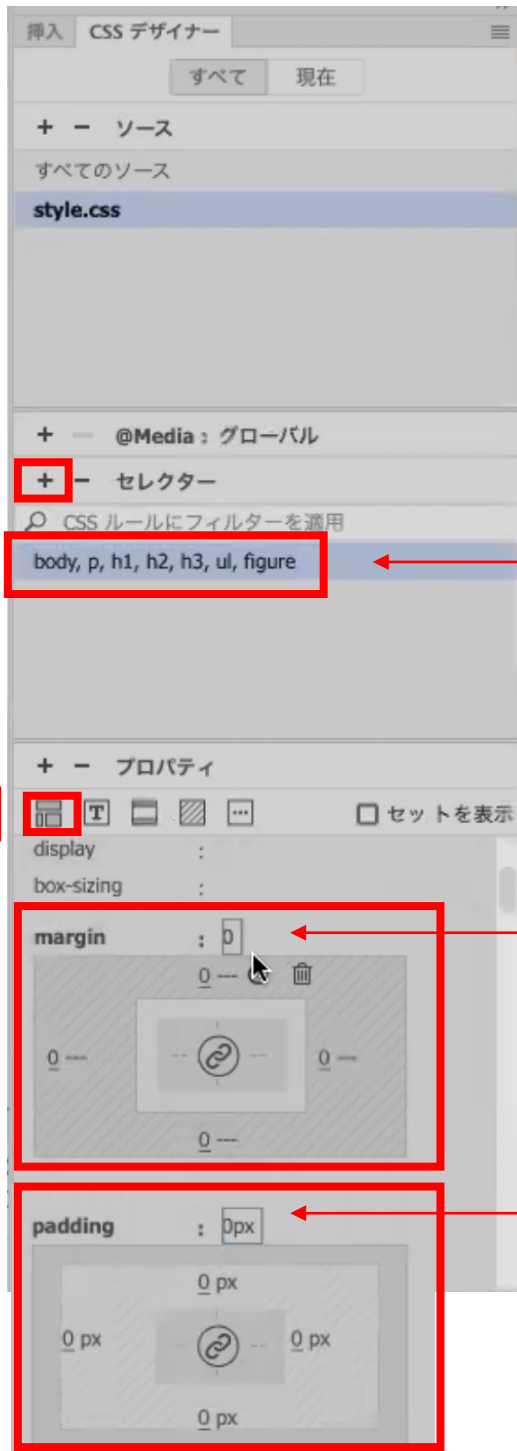 挿入 CSS デザイナー
すべて 現在
+ - ソース
すべてのソース
style.css
+ - @Media : グローバル
+ - セレクター
CSS ルールにフィルターを適用
body, p, h1, h2, h3, ul, figure
+ - プロパティ
T セットを表示
display :
box-sizing :
margin : 0
0 ---
0 --- 0 ---
0 ---
padding : 0px
0 px
0 px 0 px
0 px